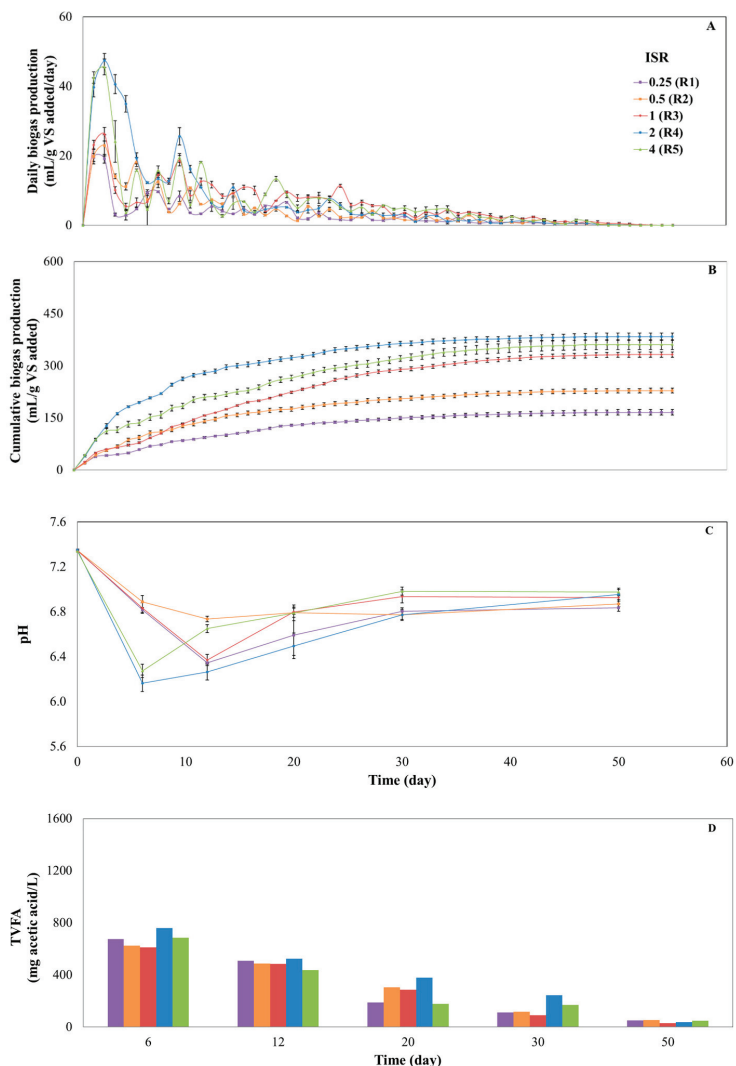 A
60
40
20
0
Daily biogas production
(mL/g VS added/day)
ISR
0.25 (R1)
0.5 (R2)
1 (R3)
2 (R4)
4 (R5)
B
600
450
300
150
0
Cumulative biogas production
(mL/g VS added)
C
7.6
7.2
6.8
6.4
6.0
5.6
pH
0 10 20 30 40 50 60
Time (day)
D
1600
1200
800
400
0
TVFA
(mg acetic acid/L)
6 12 20 30 50
Time (day)